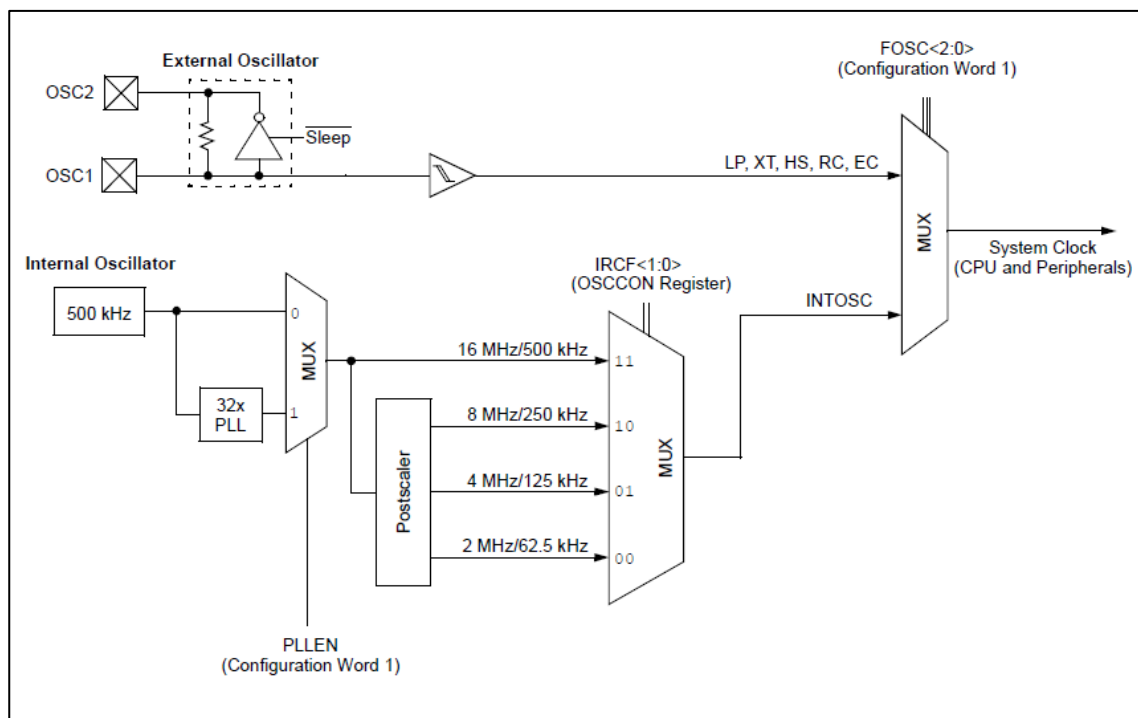 FOSC<2:0>
(Configuration Word 1)
External Oscillator
OSC2
Sleep
OSC1
LP, XT, HS, RC, EC
MUX
System Clock
(CPU and Peripherals)
Internal Oscillator
500 kHz
0
MUX
32x
PLL
1
IRCF<1:0>
(OSCCON Register)
INTOSC
16 MHz/500 kHz
11
8 MHz/250 kHz
10
MUX
Postscaler
4 MHz/125 kHz
01
2 MHz/62.5 kHz
00
PLLEN
(Configuration Word 1)